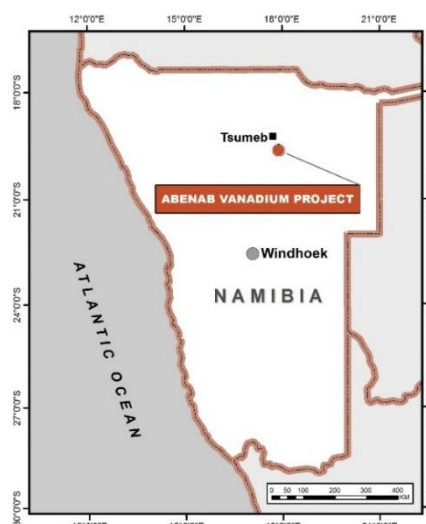 12°0'0"E 15°0'0"E 18°0'0"E 21°0'0"E
18°0'0"S
Tsumeb
ABENAB VANADIUM PROJECT
21°0'0"S
Windhoek
NAMIBIA
24°0'0"S
ATLANTIC OCEAN
27°0'0"S
0 50 100 200 300 400
KM
30°0'0"S